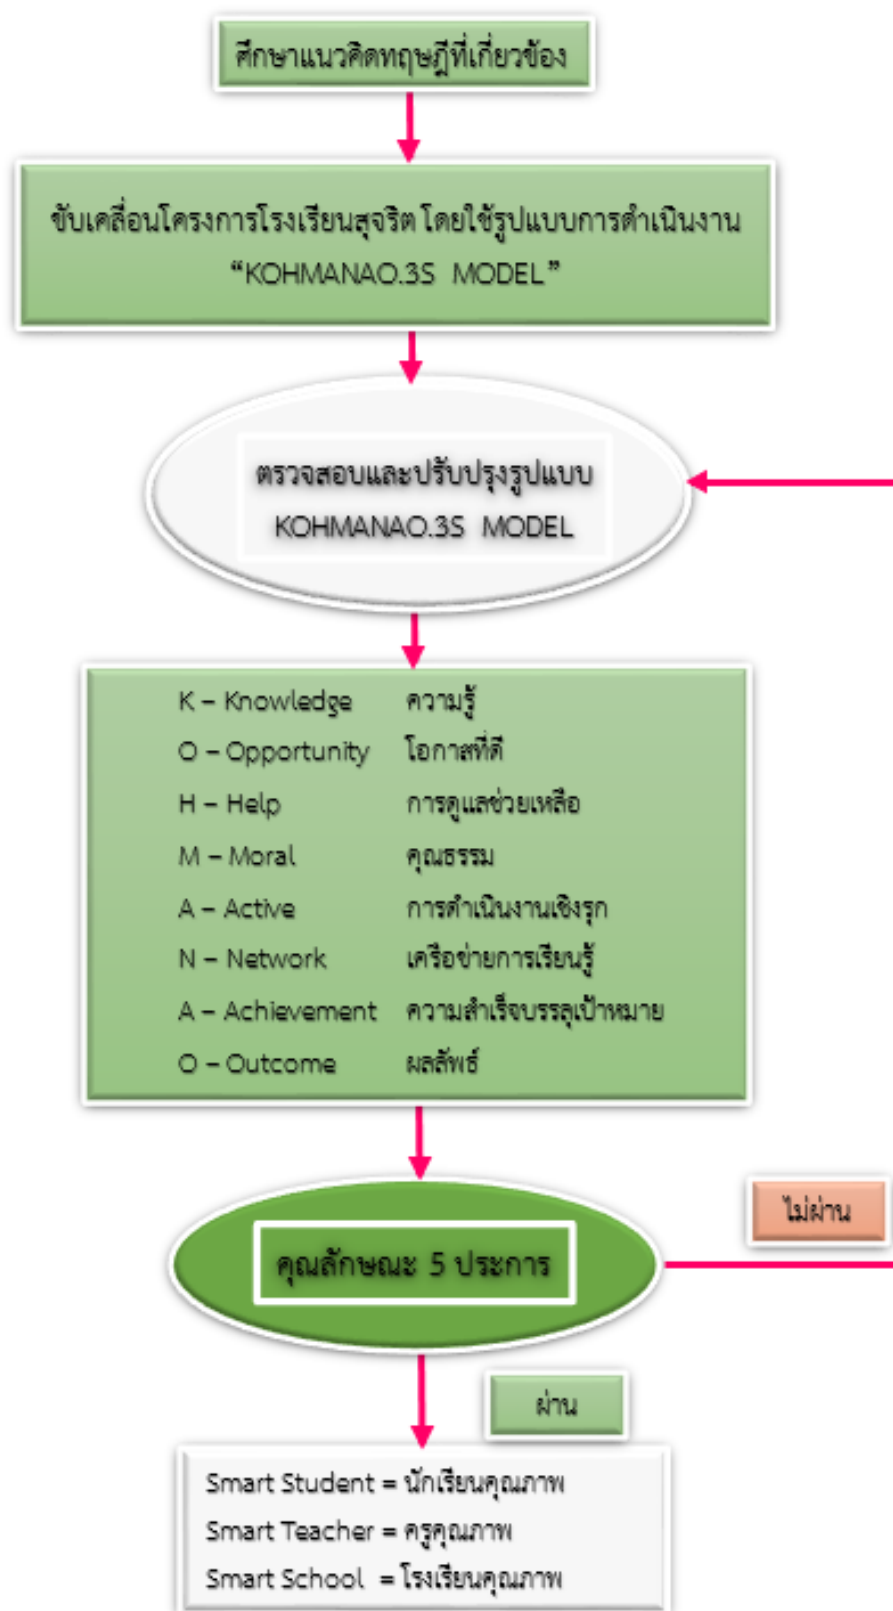 ศึกษาแนวคิดทฤษฎีที่เกี่ยวข้อง
ขับเคลื่อนโครงการโรงเรียนสุจริต โดยใช้รูปแบบการดำเนินงาน
“KOHMANAO.3S MODEL”
ตรวจสอบและปรับปรุงรูปแบบ
KOHMANAO.3S MODEL
K – Knowledge ความรู้
O – Opportunity โอกาสที่ดี
H – Help การดูแลช่วยเหลือ
M – Moral คุณธรรม
A – Active การดำเนินงานเชิงรุก
N – Network เครือข่ายการเรียนรู้
A – Achievement ความสำเร็จบรรลุเป้าหมาย
O – Outcome ผลลัพธ์
ไม่ผ่าน
คุณลักษณะ 5 ประการ
ผ่าน
Smart Student = นักเรียนคุณภาพ
Smart Teacher = ครูคุณภาพ
Smart School = โรงเรียนคุณภาพ